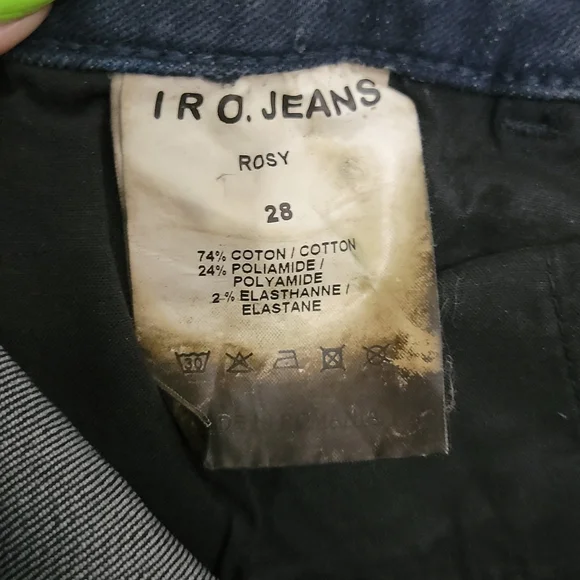 I R O. JEANS
ROSY
28
74% COTON / COTTON
24% POLIAMIDE /
POLYAMIDE
2 % ELASTHANNE /
ELASTANE
30